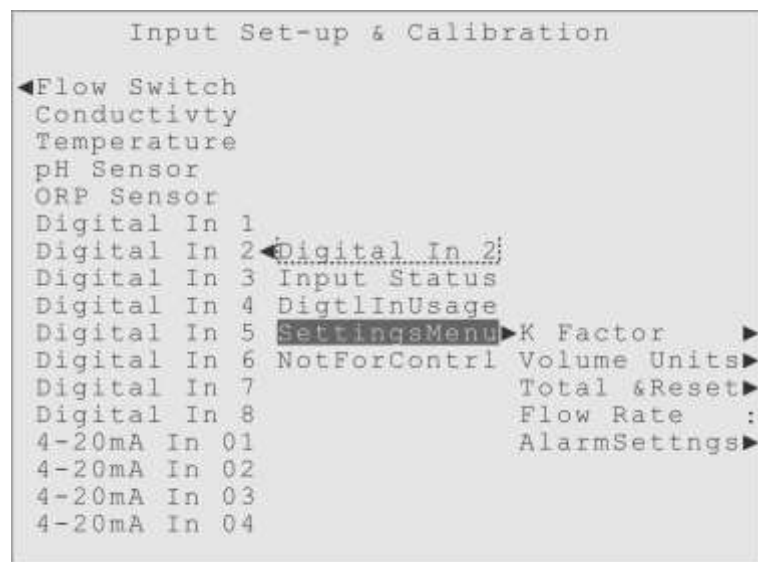 Input Set-up & Calibration
◀Flow Switch
Conductivty
Temperature
pH Sensor
ORP Sensor
Digital In 1
Digital In 2◀Digital In 2
Digital In 3 Input Status
Digital In 4 DigtlInUsage
Digital In 5 SettingsMenu▶K Factor ▶
Digital In 6 NotForContrl Volume Units▶
Digital In 7 Total &Reset▶
Digital In 8 Flow Rate :
4-20mA In 01 AlarmSettngs▶
4-20mA In 02
4-20mA In 03
4-20mA In 04